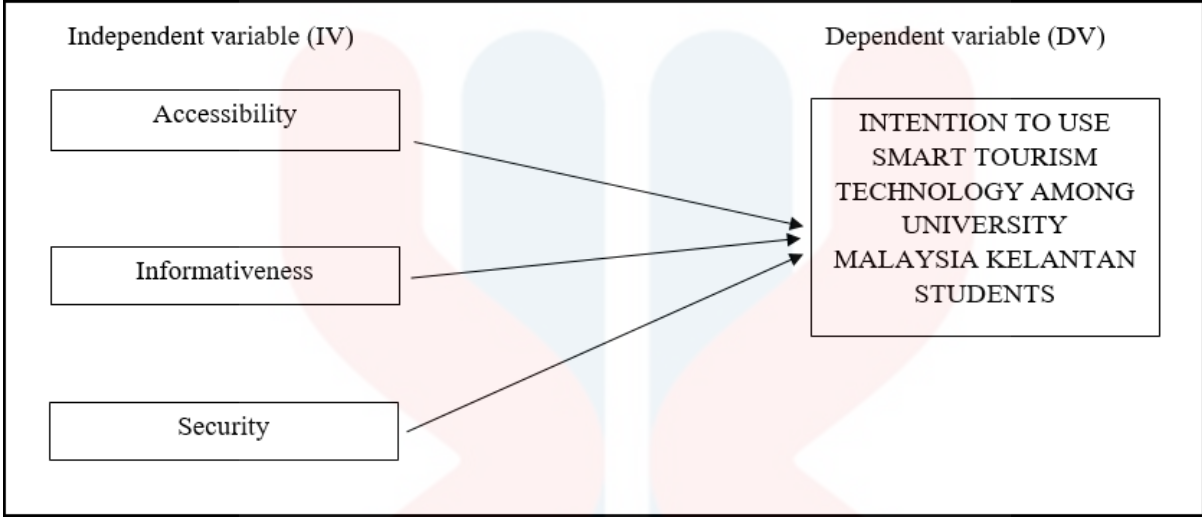 Independent variable (IV)
Dependent variable (DV)
Accessibility
Informativeness
Security
INTENTION TO USE
SMART TOURISM
TECHNOLOGY AMONG
UNIVERSITY
MALAYSIA KELANTAN
STUDENTS